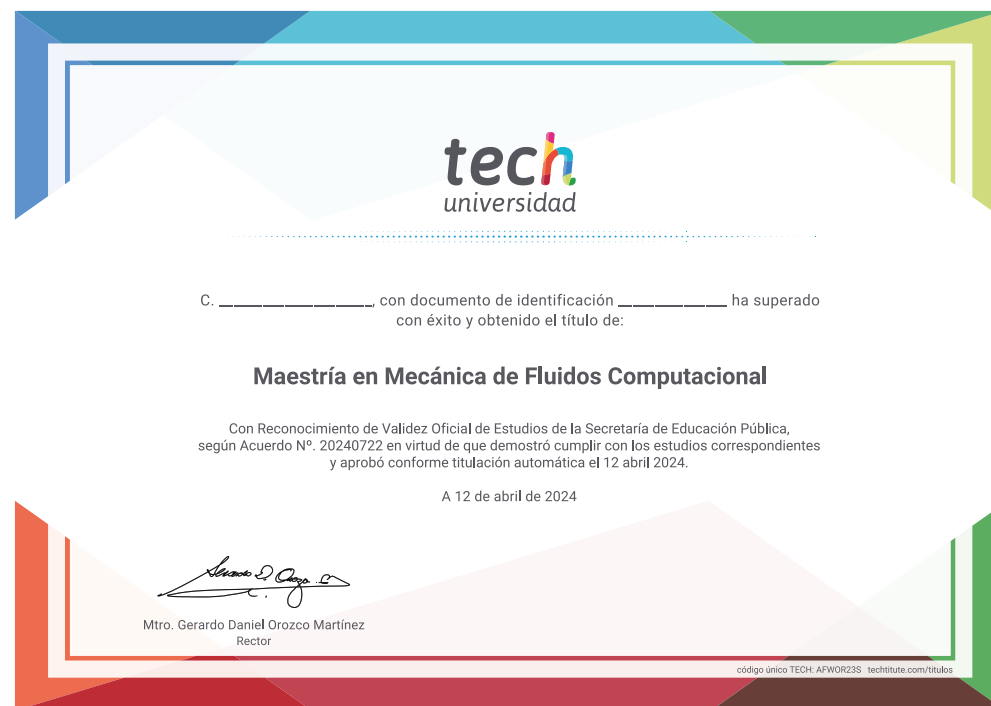 tech
universidad
C. ____________________, con documento de identificación ______________ ha superado
con éxito y obtenido el título de:
Maestría en Mecánica de Fluidos Computacional
Con Reconocimiento de Validez Oficial de Estudios de la Secretaría de Educación Pública,
según Acuerdo Nº. 20240722 en virtud de que demostró cumplir con los estudios correspondientes
y aprobó conforme titulación automática el 12 abril 2024.
A 12 de abril de 2024
Mtro. Gerardo Daniel Orozco Martínez
Rector
código único TECH: AFWOR23S techtitute.com/titulos